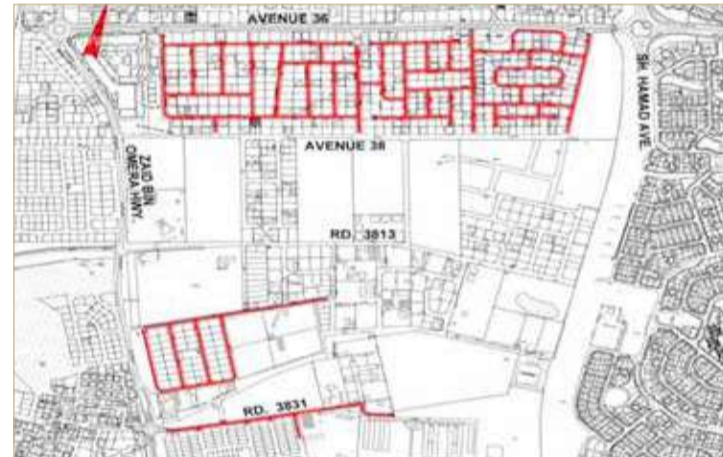 AVENUE 36
SH HAMAD AVE.
AVENUE 38
ZAID BIN
OMERA HWY.
RD. 3813
RD. 3831